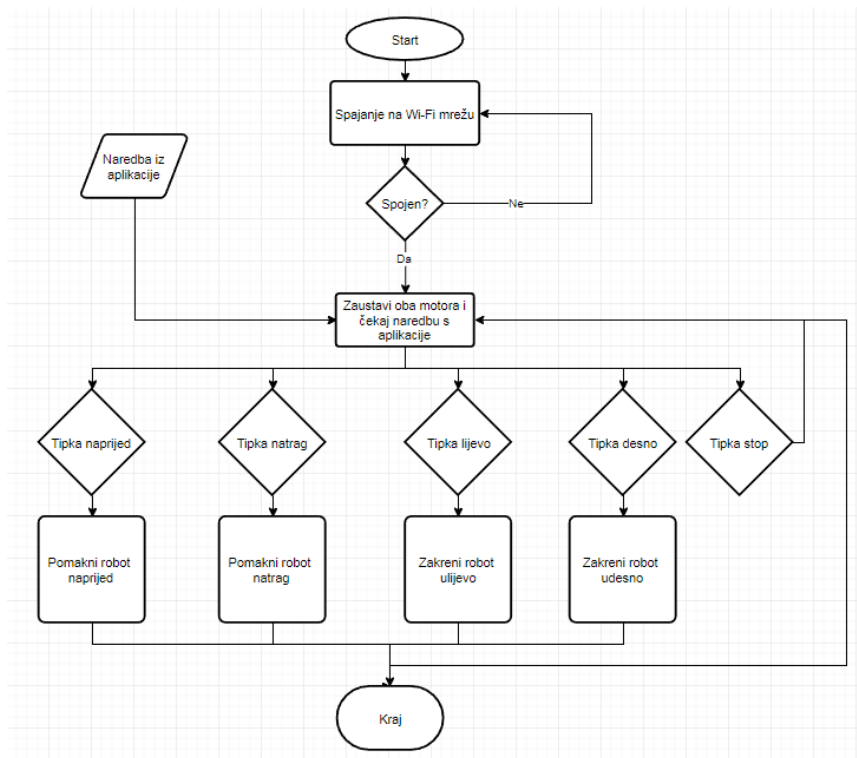 Start
Spajanje na Wi-Fi mrežu
Naredba iz
aplikacije
Spojen?
Ne
Da
Zaustavi oba motora i
čekaj naredbu s
aplikacije
Tipka naprijed
Tipka natrag
Tipka lijevo
Tipka desno
Tipka stop
Pomakni robot
naprijed
Pomakni robot
natrag
Zakreni robot
ulijevo
Zakreni robot
udesno
Kraj